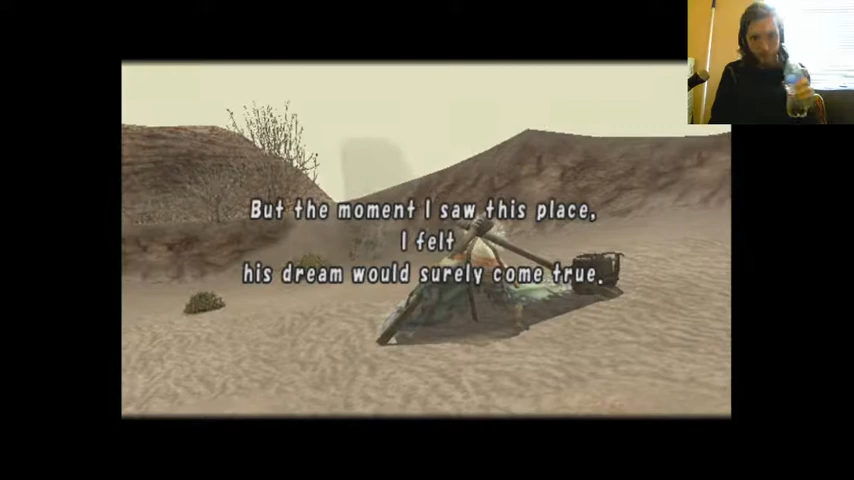 But the moment I saw this place,
I felt
his dream would surely come true.